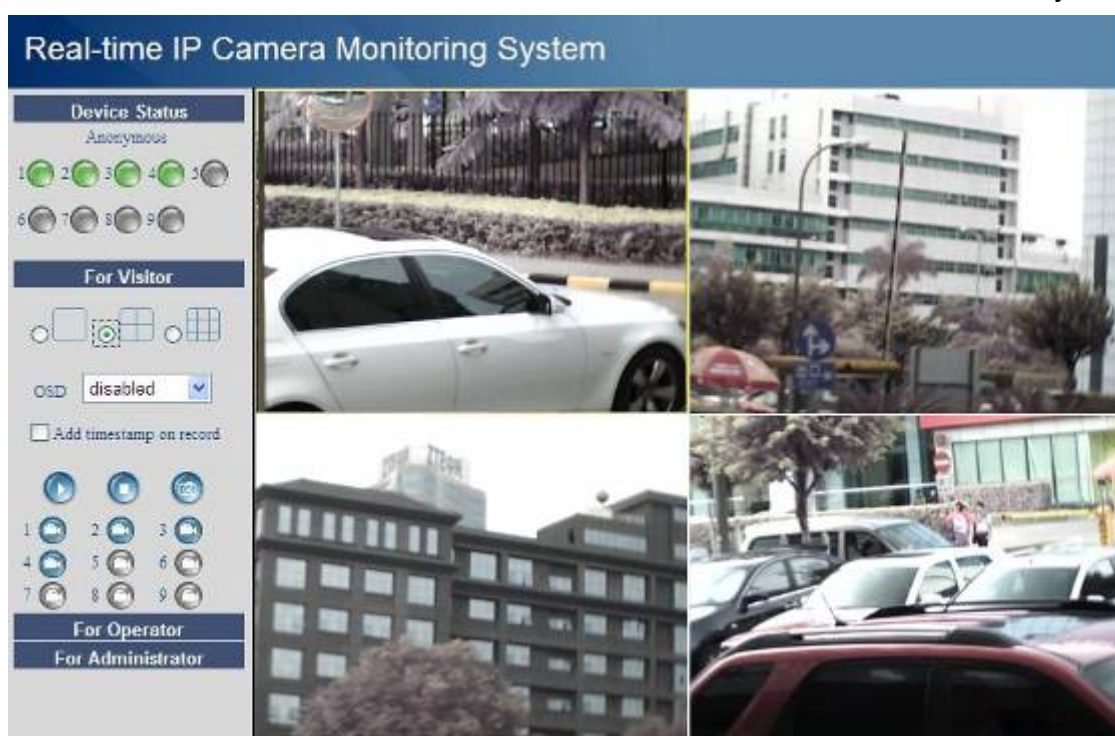 Real-time IP Camera Monitoring System
Device Status
Anonymous
1 2 3 4 5
6 7 8 9
For Visitor
OSD disabled
Add timestamp on record
1 2 3
4 5 6
7 8 9
For Operator
For Administrator